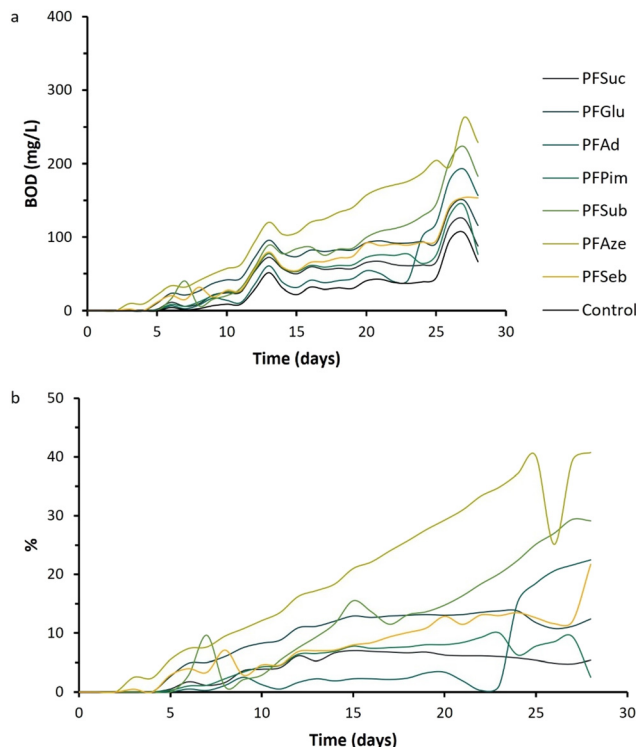 a
400
300
200
100
0
BOD (mg/L)
0 5 10 15 20 25 30
Time (days)
PFSuc
PFGlu
PFAd
PFPim
PFSub
PFAze
PFSeb
Control
b
50
40
30
20
10
0
%
0 5 10 15 20 25 30
Time (days)